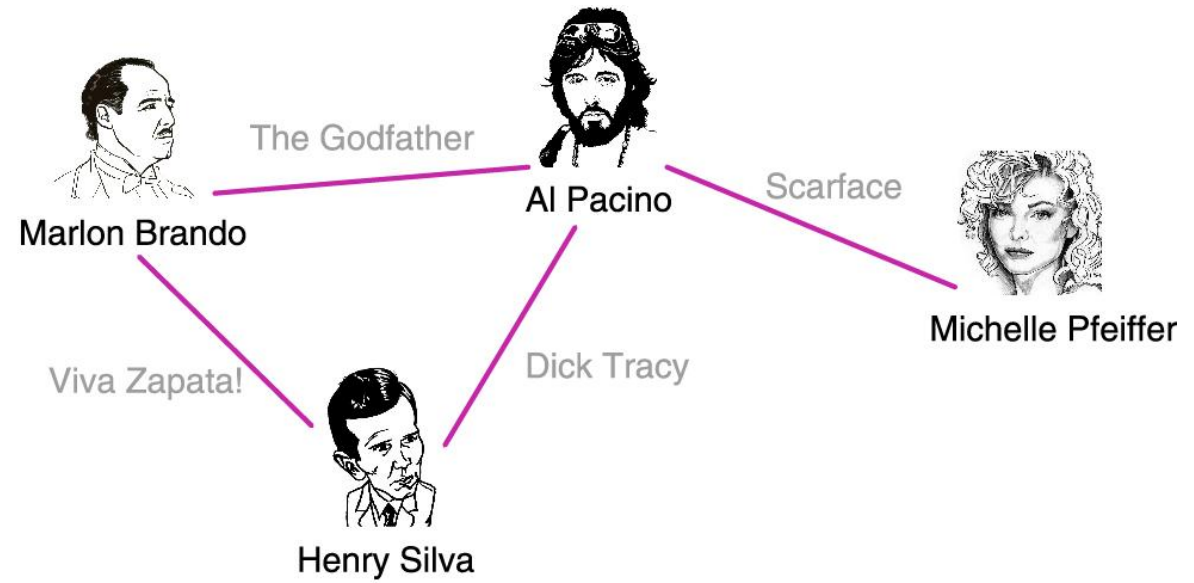 The Godfather
Al Pacino
Scarface
Marlon Brando
Michelle Pfeiffer
Viva Zapata!
Dick Tracy
Henry Silva